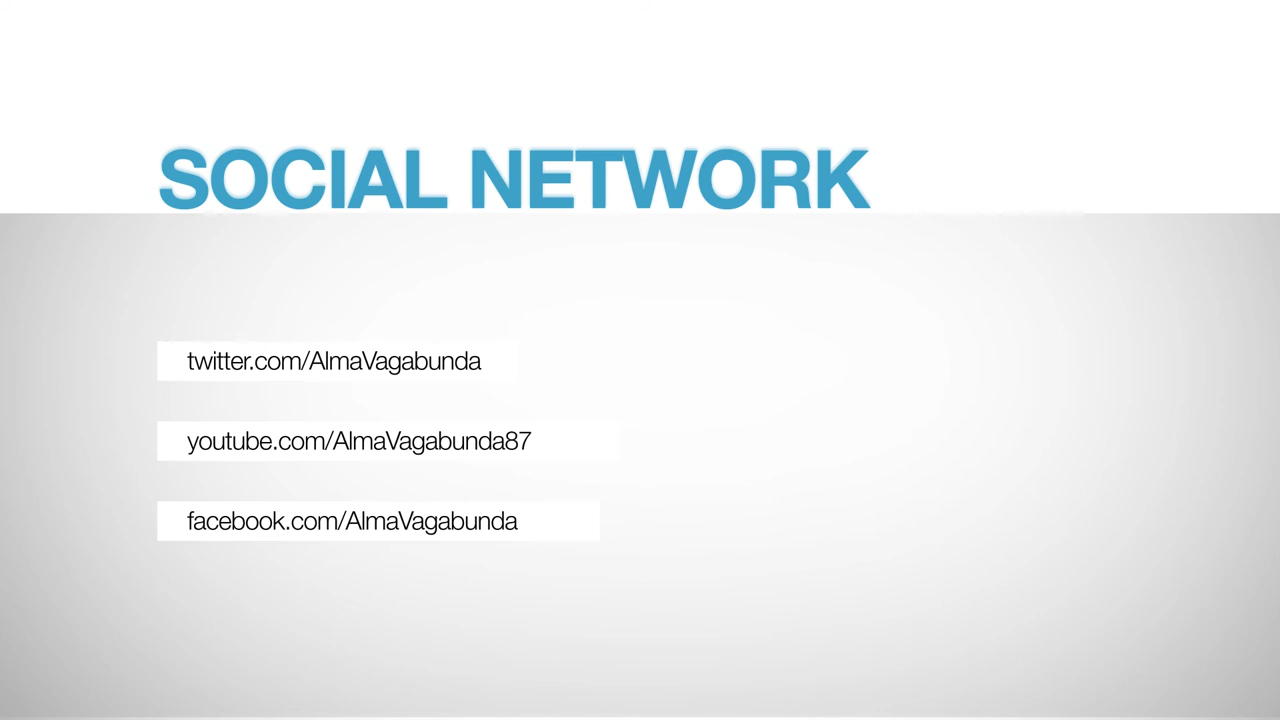 SOCIAL NETWORK
twitter.com/AlmaVagabunda
youtube.com/AlmaVagabunda87
facebook.com/AlmaVagabunda